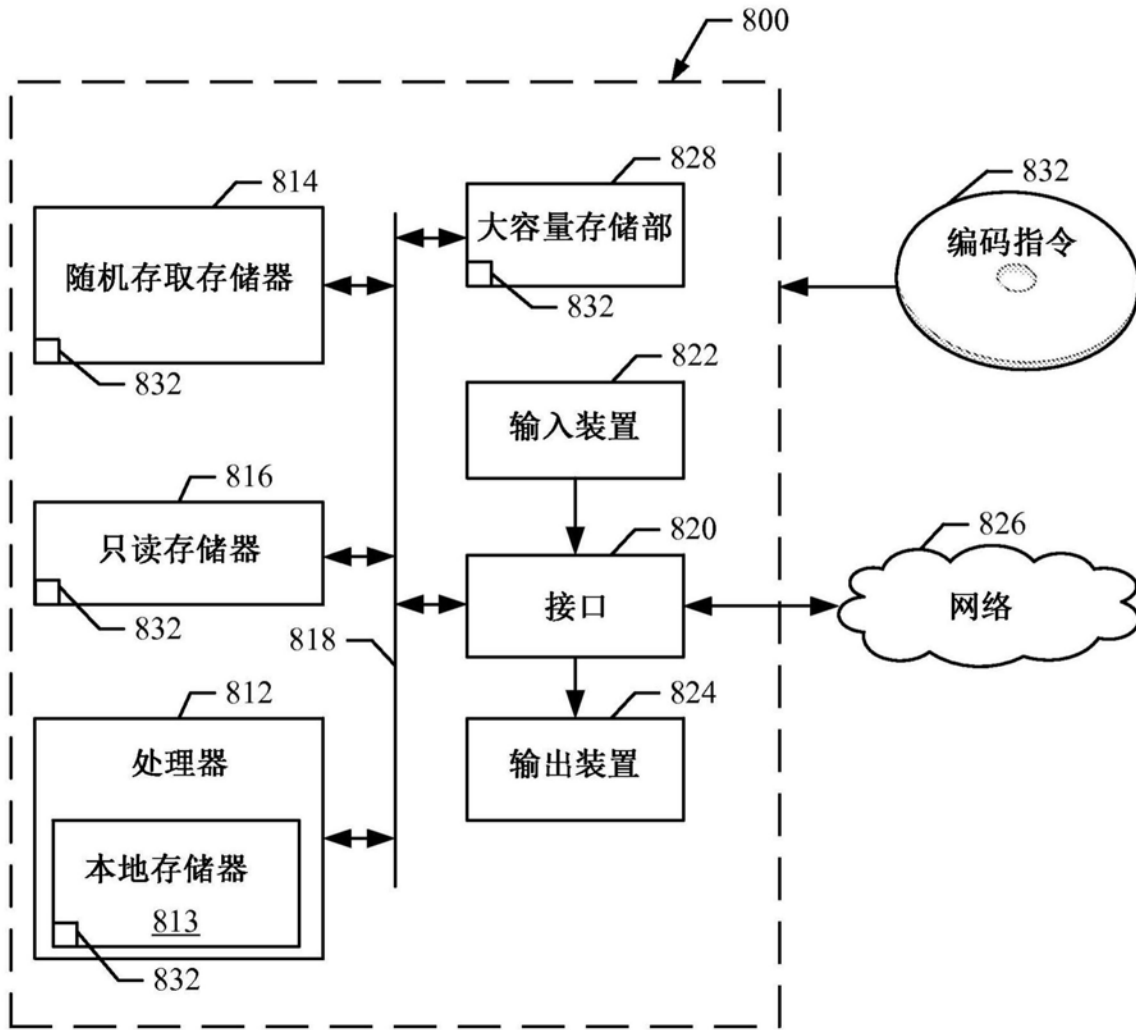 800
814
随机存取存储器
832
816
只读存储器
832
818
812
处理器
本地存储器
813
832
828
大容量存储部
832
822
输入装置
820
接口
824
输出装置
832
编码指令
826
网络